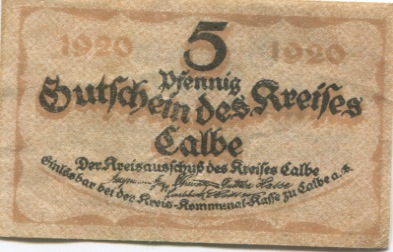 1920 5 1920
Pfennig
Gutschein des Kreises
Calbe
Der Kreisausschuß des Kreises Calbe
Einlösbar bei der Kreis-Kommunal-Kasse zu Calbe a. S.